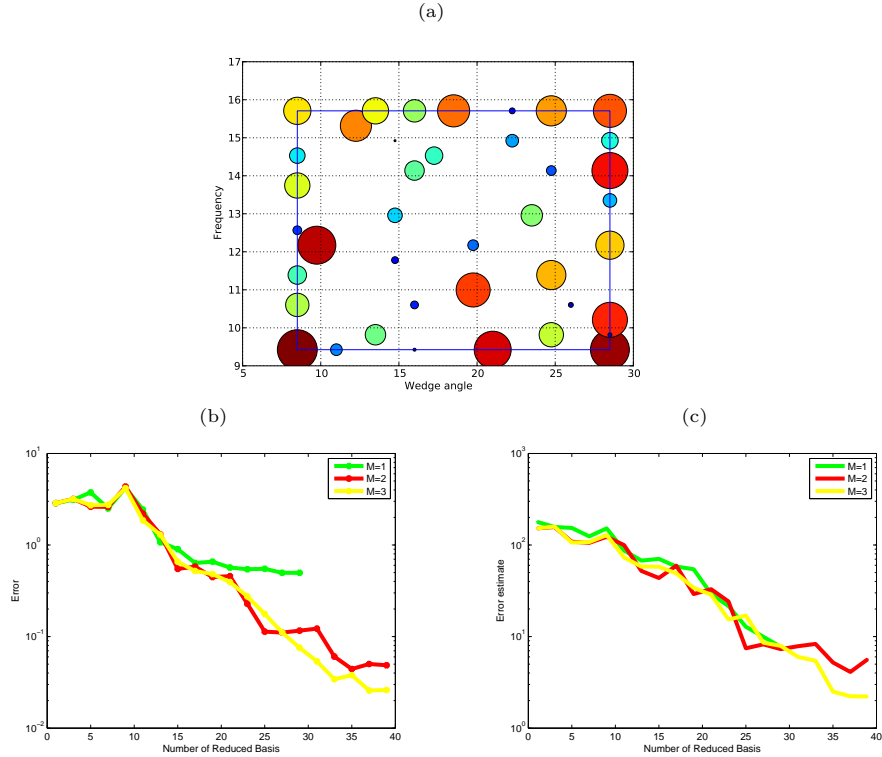 (a)
17
16
15
14
13
12
11
10
9
Frequency
5 10 15 20 25 30
Wedge angle
(b)
10^1
10^0
10^-1
10^-2
Error
0 5 10 15 20 25 30 35 40
Number of Reduced Basis
M=1
M=2
M=3
(c)
10^3
10^2
10^1
10^0
Error estimate
0 5 10 15 20 25 30 35 40
Number of Reduced Basis
M=1
M=2
M=3